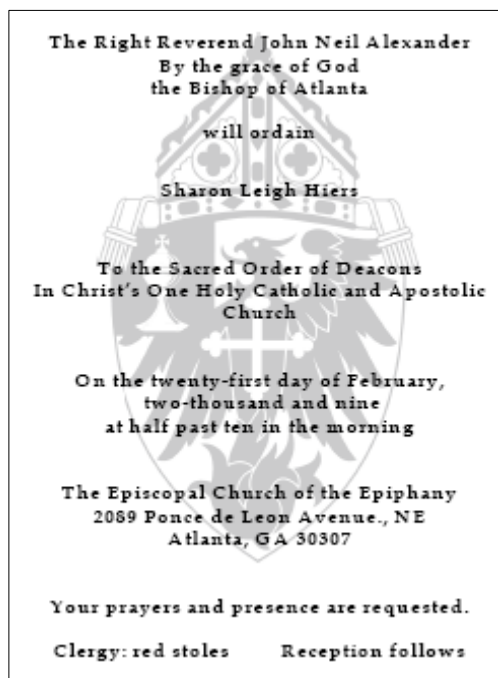 The Right Reverend John Neil Alexander
By the grace of God
the Bishop of Atlanta
will ordain
Sharon Leigh Hiers
To the Sacred Order of Deacons
In Christ's One Holy Catholic and Apostolic
Church
On the twenty-first day of February,
two-thousand and nine
at half past ten in the morning
The Episcopal Church of the Epiphany
2089 Ponce de Leon Avenue., NE
Atlanta, GA 30307
Your prayers and presence are requested.
Clergy: red stoles Reception follows